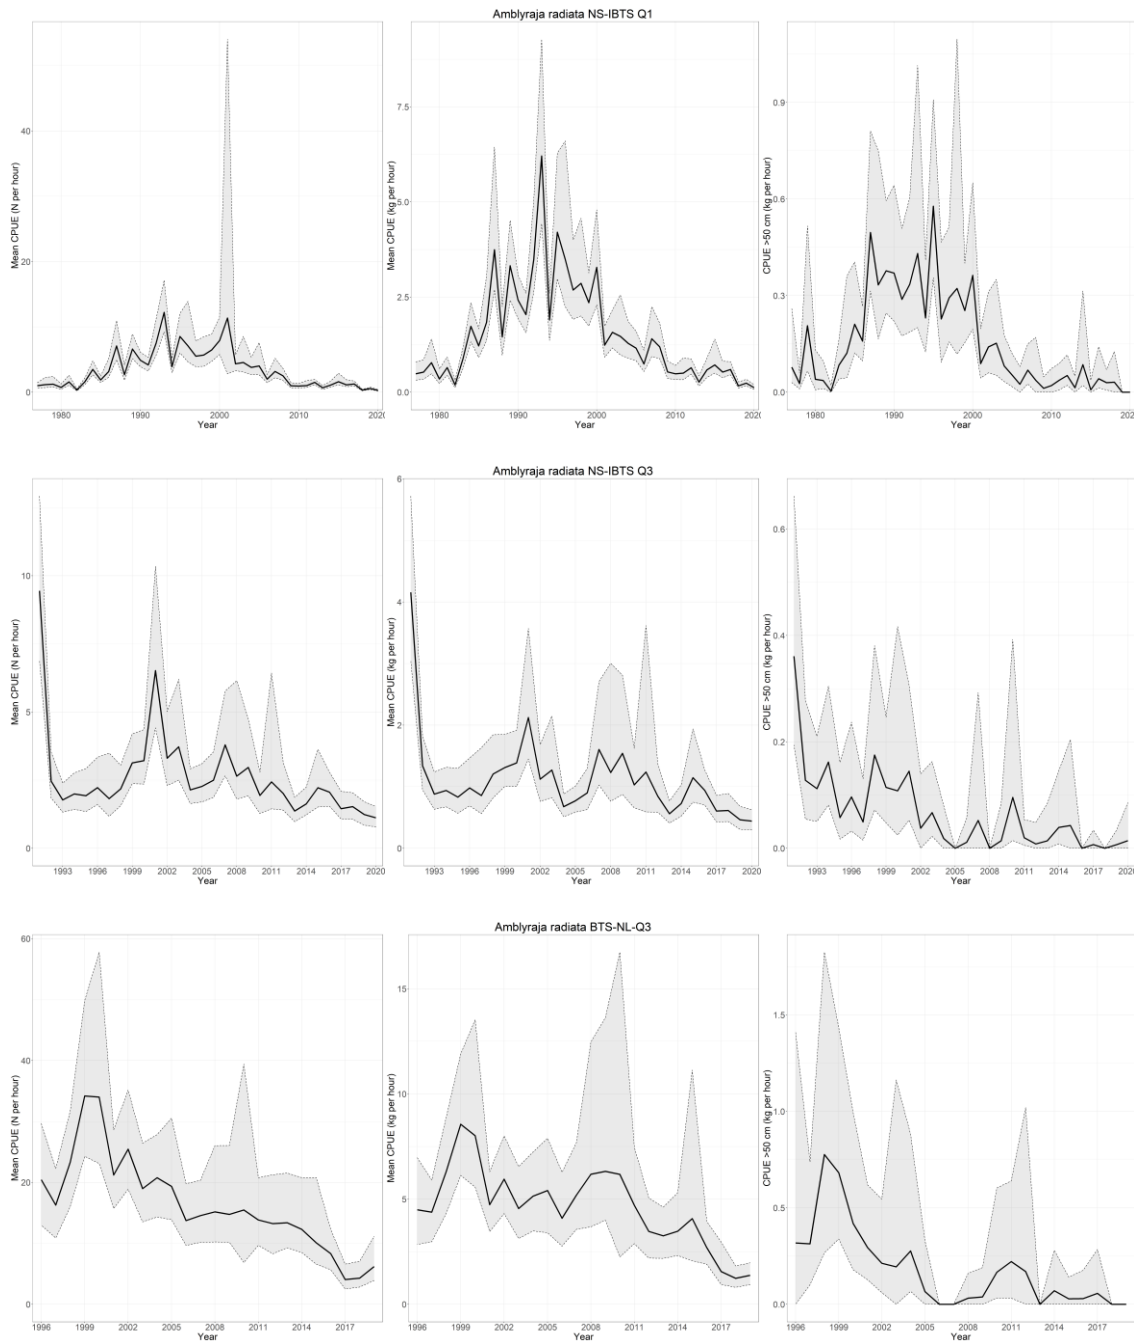 Amblyraja radiata NS-IBTS Q1
Mean CPUE (N per hour)
40
20
0
1980 1990 2000 2010 2020
Year
Mean CPUE (kg per hour)
7.5
5.0
2.5
0.0
1980 1990 2000 2010 2020
Year
CPUE >50 cm (kg per hour)
0.9
0.6
0.3
0.0
1980 1990 2000 2010 2020
Year
Amblyraja radiata NS-IBTS Q3
Mean CPUE (N per hour)
10
5
0
1993 1996 1999 2002 2005 2008 2011 2014 2017 2020
Year
Mean CPUE (kg per hour)
6
4
2
0
1993 1996 1999 2002 2005 2008 2011 2014 2017 2020
Year
CPUE >50 cm (kg per hour)
0.6
0.4
0.2
0.0
1993 1996 1999 2002 2005 2008 2011 2014 2017 2020
Year
Amblyraja radiata BTS-NL-Q3
Mean CPUE (N per hour)
60
40
20
0
1996 1999 2002 2005 2008 2011 2014 2017
Year
Mean CPUE (kg per hour)
15
10
5
0
1996 1999 2002 2005 2008 2011 2014 2017
Year
CPUE >50 cm (kg per hour)
1.5
1.0
0.5
0.0
1996 1999 2002 2005 2008 2011 2014 2017
Year